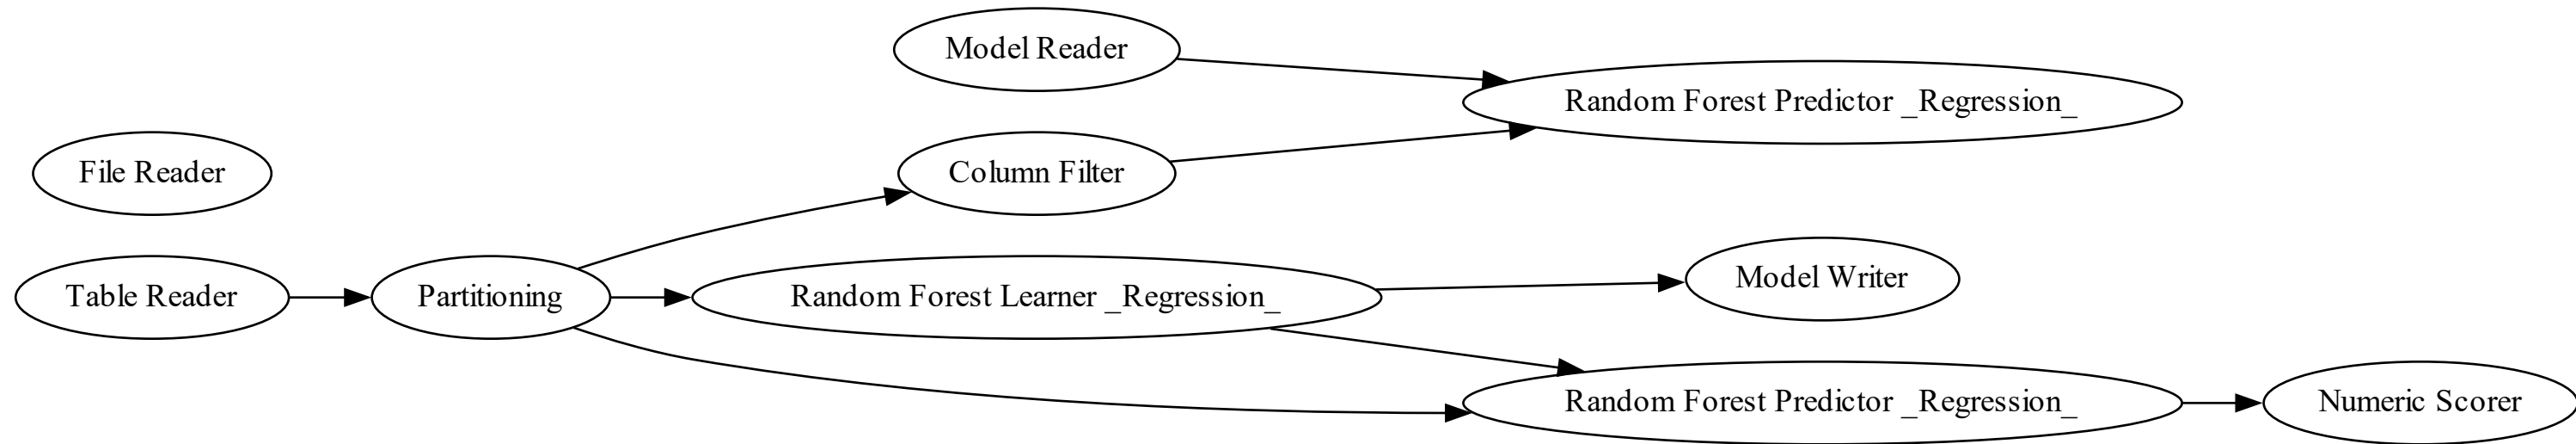 Model Reader
Random Forest Predictor _Regression_
File Reader
Column Filter
Table Reader
Partitioning
Random Forest Learner _Regression_
Model Writer
Random Forest Predictor _Regression_
Numeric Scorer